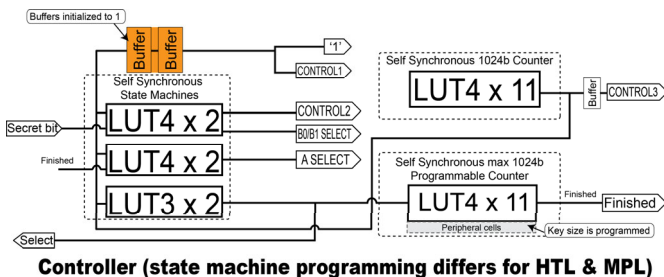 Buffers initialized to 1
Buffer
Buffer
'1'
CONTROL1
Self Synchronous
State Machines
Self Synchronous 1024b Counter
LUT4 x 11
Buffer
CONTROL3
LUT4 x 2
CONTROL2
B0/B1 SELECT
Secret bit
LUT4 x 2
A SELECT
Finished
Self Synchronous max 1024b
Programmable Counter
LUT3 x 2
LUT4 x 11
Finished
Finished
Peripheral cells
Key size is programmed
Select
Controller (state machine programming differs for HTL & MPL)